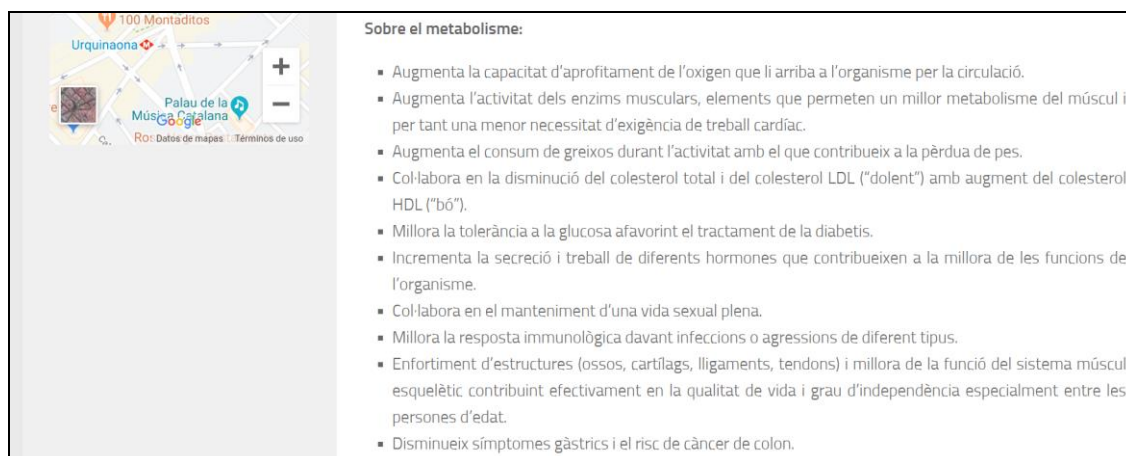 100 Montaditos
Urquinaona
Palau de la
Música Catalana
Google
Datos de mapas
Términos de uso
+
−
Sobre el metabolisme:
▪ Augmenta la capacitat d'aprofitament de l'oxigen que li arriba a l'organisme per la circulació.
▪ Augmenta l'activitat dels enzims musculars, elements que permeten un millor metabolisme del múscul i
per tant una menor necessitat d'exigència de treball cardíac.
▪ Augmenta el consum de greixos durant l'activitat amb el que contribueix a la pèrdua de pes.
▪ Col·labora en la disminució del colesterol total i del colesterol LDL ("dolent") amb augment del colesterol
HDL ("bó").
▪ Millora la tolerància a la glucosa afavorint el tractament de la diabetis.
▪ Incrementa la secreció i treball de diferents hormones que contribueixen a la millora de les funcions de
l'organisme.
▪ Col·labora en el manteniment d'una vida sexual plena.
▪ Millora la resposta immunològica davant infeccions o agressions de diferent tipus.
▪ Enfortiment d'estructures (ossos, cartílags, lligaments, tendons) i millora de la funció del sistema múscul
esquelètic contribuint efectivament en la qualitat de vida i grau d'independència especialment entre les
persones d'edat.
▪ Disminueix símptomes gàstrics i el risc de càncer de colon.